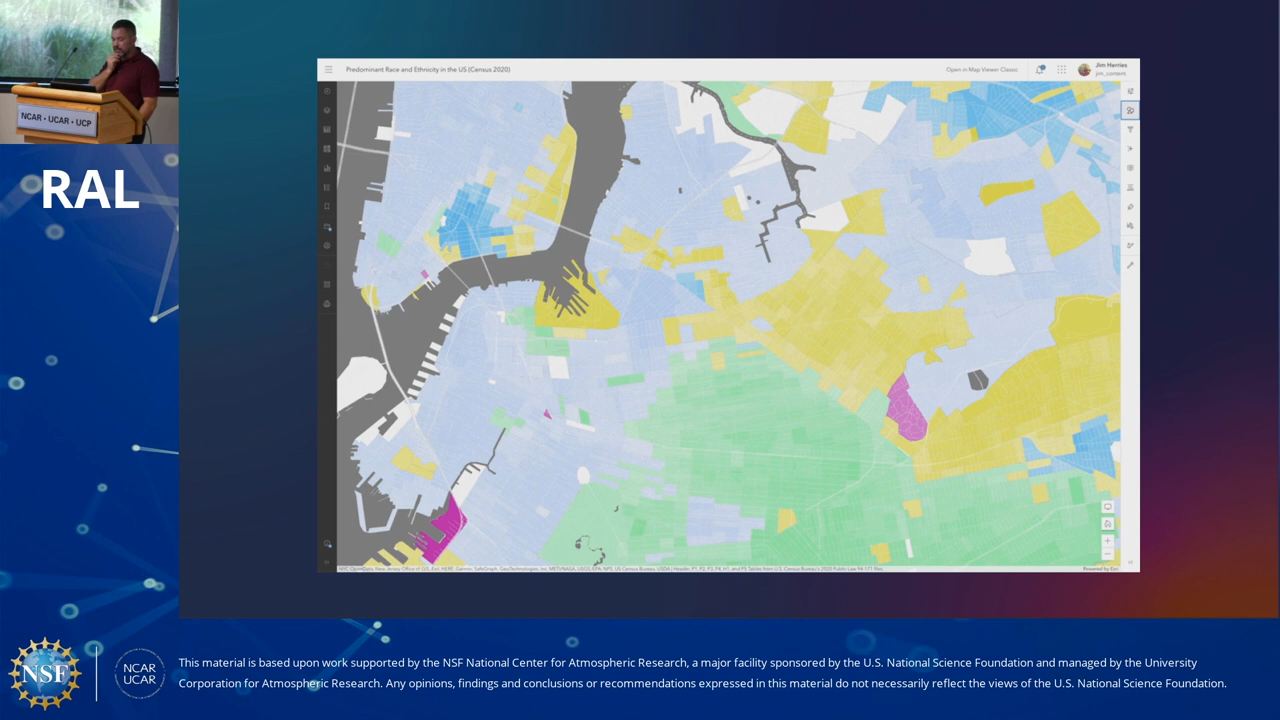 NCAR • UCAR • UCP
RAL
Predominant Race and Ethnicity in the US (Census 2020)
Open in Map Viewer Classic
Jim Herries
jim_content
Powered by Esri
NSF
NCAR
UCAR
This material is based upon work supported by the NSF National Center for Atmospheric Research, a major facility sponsored by the U.S. National Science Foundation and managed by the University
Corporation for Atmospheric Research. Any opinions, findings and conclusions or recommendations expressed in this material do not necessarily reflect the views of the U.S. National Science Foundation.